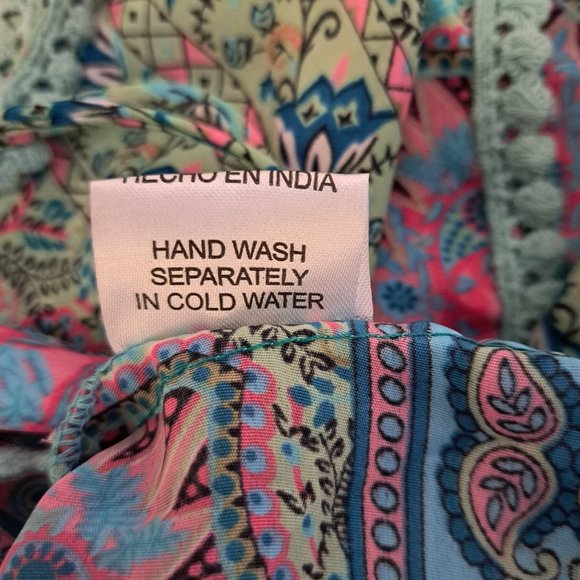 HECHO EN INDIA
HAND WASH
SEPARATELY
IN COLD WATER